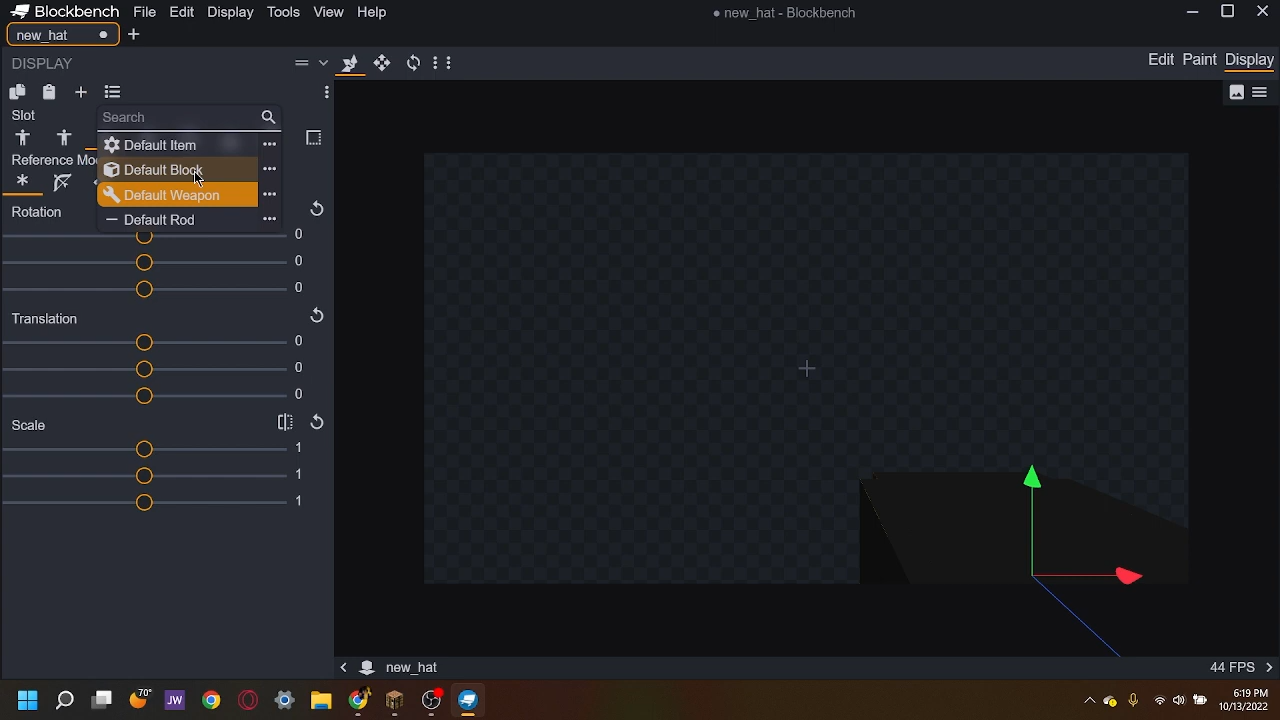 Blockbench File Edit Display Tools View Help
new_hat - Blockbench
new_hat
DISPLAY
Edit Paint Display
Search
Slot
Default Item
Reference Mo
Default Block
Default Weapon
Rotation
Default Rod
0
0
0
Translation
0
0
0
Scale
1
1
1
new_hat
44 FPS
70°
JW
6:19 PM
10/13/2022